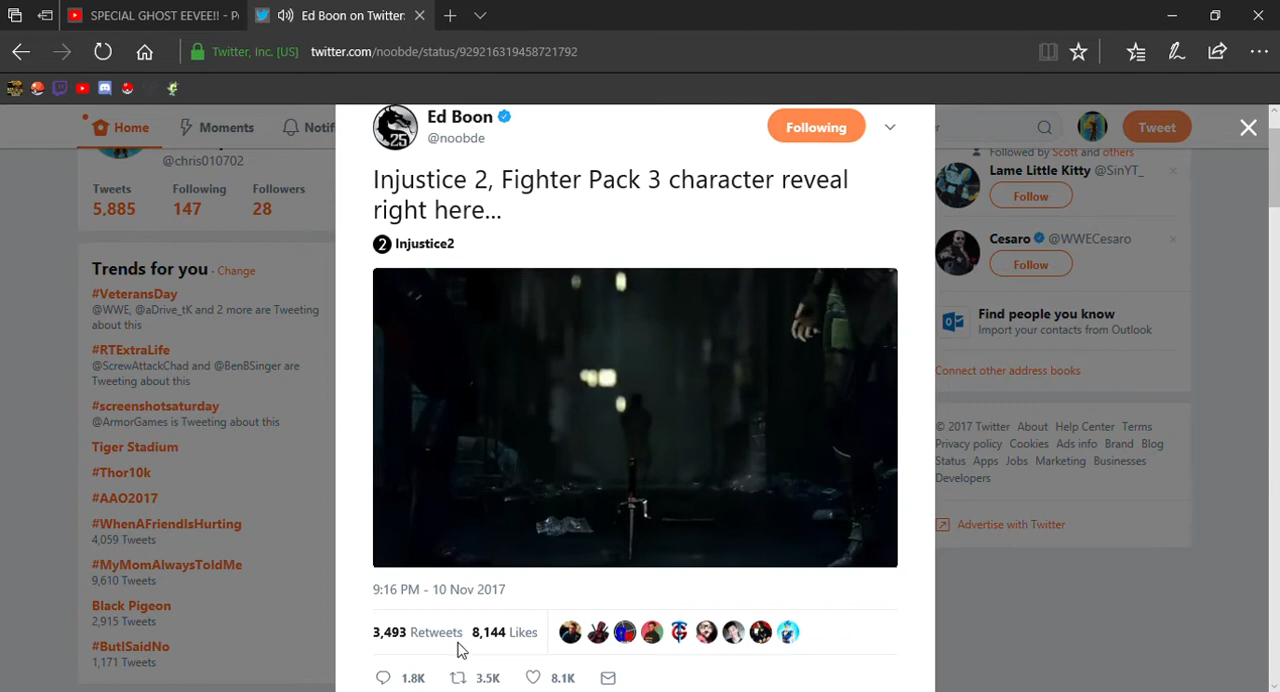 SPECIAL GHOST EEVEE!! - P
Ed Boon on Twitter:
Twitter, Inc. [US]
twitter.com/noobde/status/929216319458721792
Home
Moments
Notif
Tweet
@chris010702
Tweets
Following
Followers
5,885
147
28
Trends for you · Change
#VeteransDay
@WWE, @aDrive_tK and 2 more are Tweeting
about this
#RTExtraLife
@ScrewAttackChad and @BenBSinger are
Tweeting about this
#screenshotsaturday
@ArmorGames is Tweeting about this
Tiger Stadium
#Thor10k
#AAO2017
#WhenAFriendIsHurting
4,059 Tweets
#MyMomAlwaysToldMe
9,610 Tweets
Black Pigeon
2,915 Tweets
#ButISaidNo
1,171 Tweets
25
Ed Boon
@noobde
Following
Injustice 2, Fighter Pack 3 character reveal
right here...
2 Injustice2
9:16 PM - 10 Nov 2017
3,493 Retweets
8,144 Likes
1.8K
3.5K
8.1K
Followed by Scott and others
Lame Little Kitty @SinYT_
Follow
Cesaro @WWECesaro
Follow
Find people you know
Import your contacts from Outlook
Connect other address books
© 2017 Twitter About Help Center Terms
Privacy policy Cookies Ads info Brand Blog
Status Apps Jobs Marketing Businesses
Developers
Advertise with Twitter